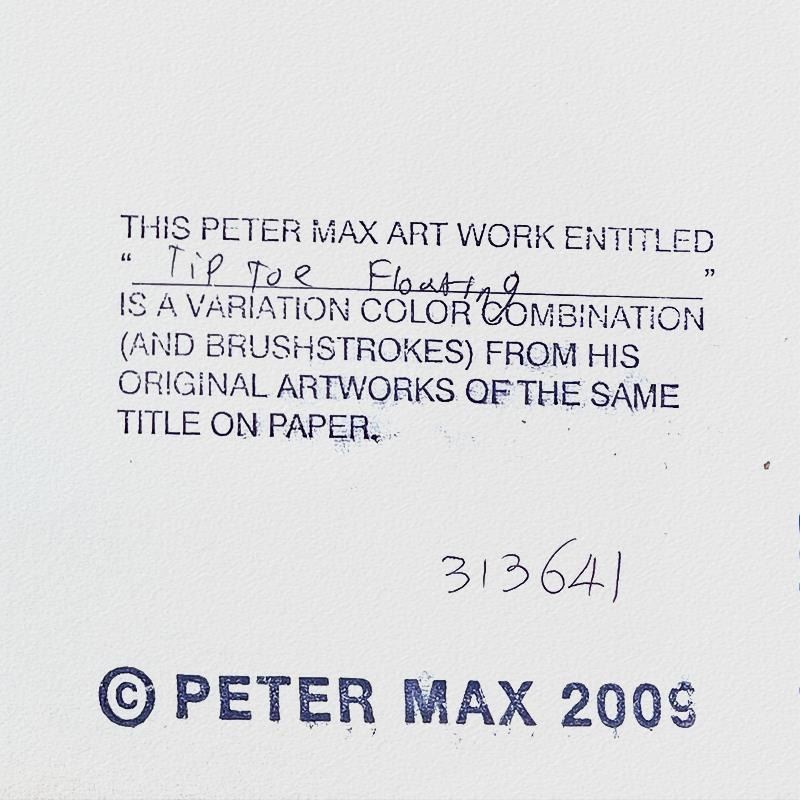 THIS PETER MAX ART WORK ENTITLED
“ Tip Toe Floating ”
IS A VARIATION COLOR COMBINATION
(AND BRUSHSTROKES) FROM HIS
ORIGINAL ARTWORKS OF THE SAME
TITLE ON PAPER.
313641
© PETER MAX 2009